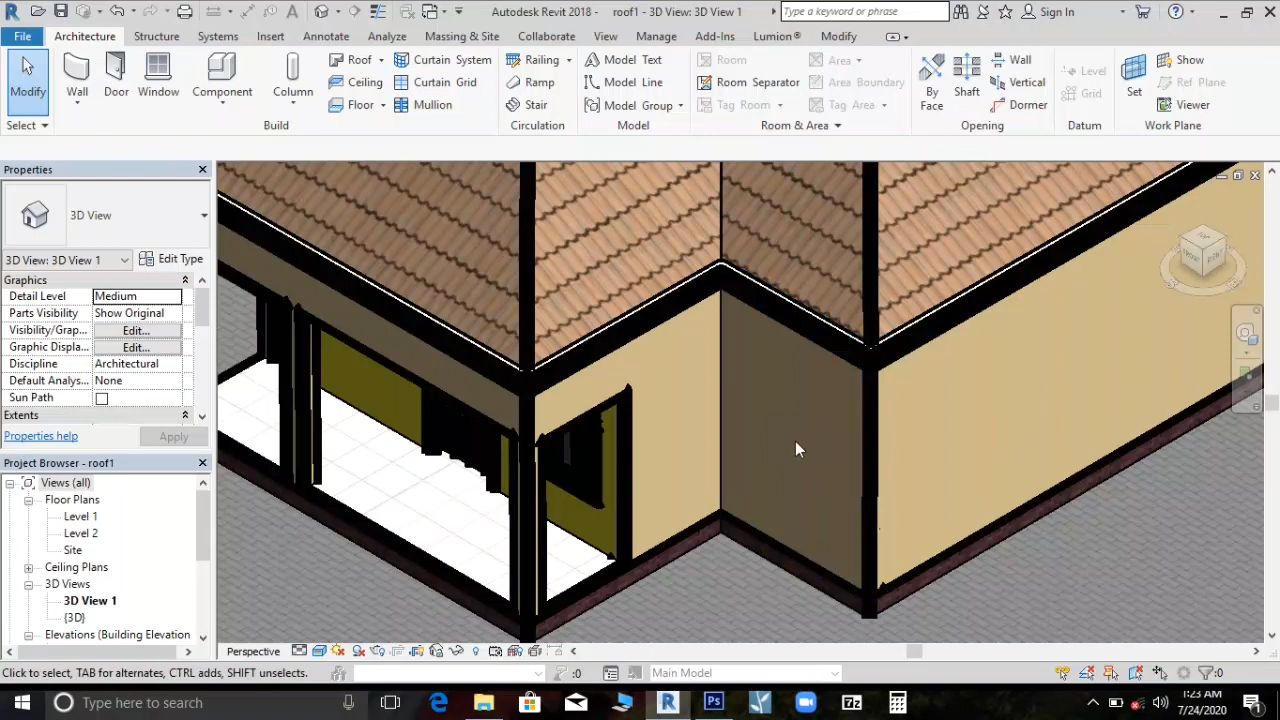 Autodesk Revit 2018 - roof1 - 3D View: 3D View 1
Type a keyword or phrase
Sign In
File Architecture Structure Systems Insert Annotate Analyze Massing & Site Collaborate View Manage Add-Ins Lumion® Modify
Modify
Select
Wall
Door
Window
Component
Column
Roof
Ceiling
Floor
Curtain System
Curtain Grid
Mullion
Build
Railing
Ramp
Stair
Circulation
Model Text
Model Line
Model Group
Model
Room
Room Separator
Tag Room
Area
Area Boundary
Tag Area
Room & Area
By
Face
Shaft
Wall
Vertical
Dormer
Opening
Level
Grid
Datum
Set
Show
Ref Plane
Viewer
Work Plane
Properties
3D View
3D View: 3D View 1
Edit Type
Graphics
Detail Level Medium
Parts Visibility Show Original
Visibility/Grap... Edit...
Graphic Displa... Edit...
Discipline Architectural
Default Analys... None
Sun Path
Extents
Properties help
Apply
Project Browser - roof1
Views (all)
Floor Plans
Level 1
Level 2
Site
Ceiling Plans
3D Views
3D View 1
{3D}
Elevations (Building Elevation
Perspective
Click to select, TAB for alternates, CTRL adds, SHIFT unselects.
:0
Main Model
:0
Type here to search
Ps
7z
1:23 AM
7/24/2020